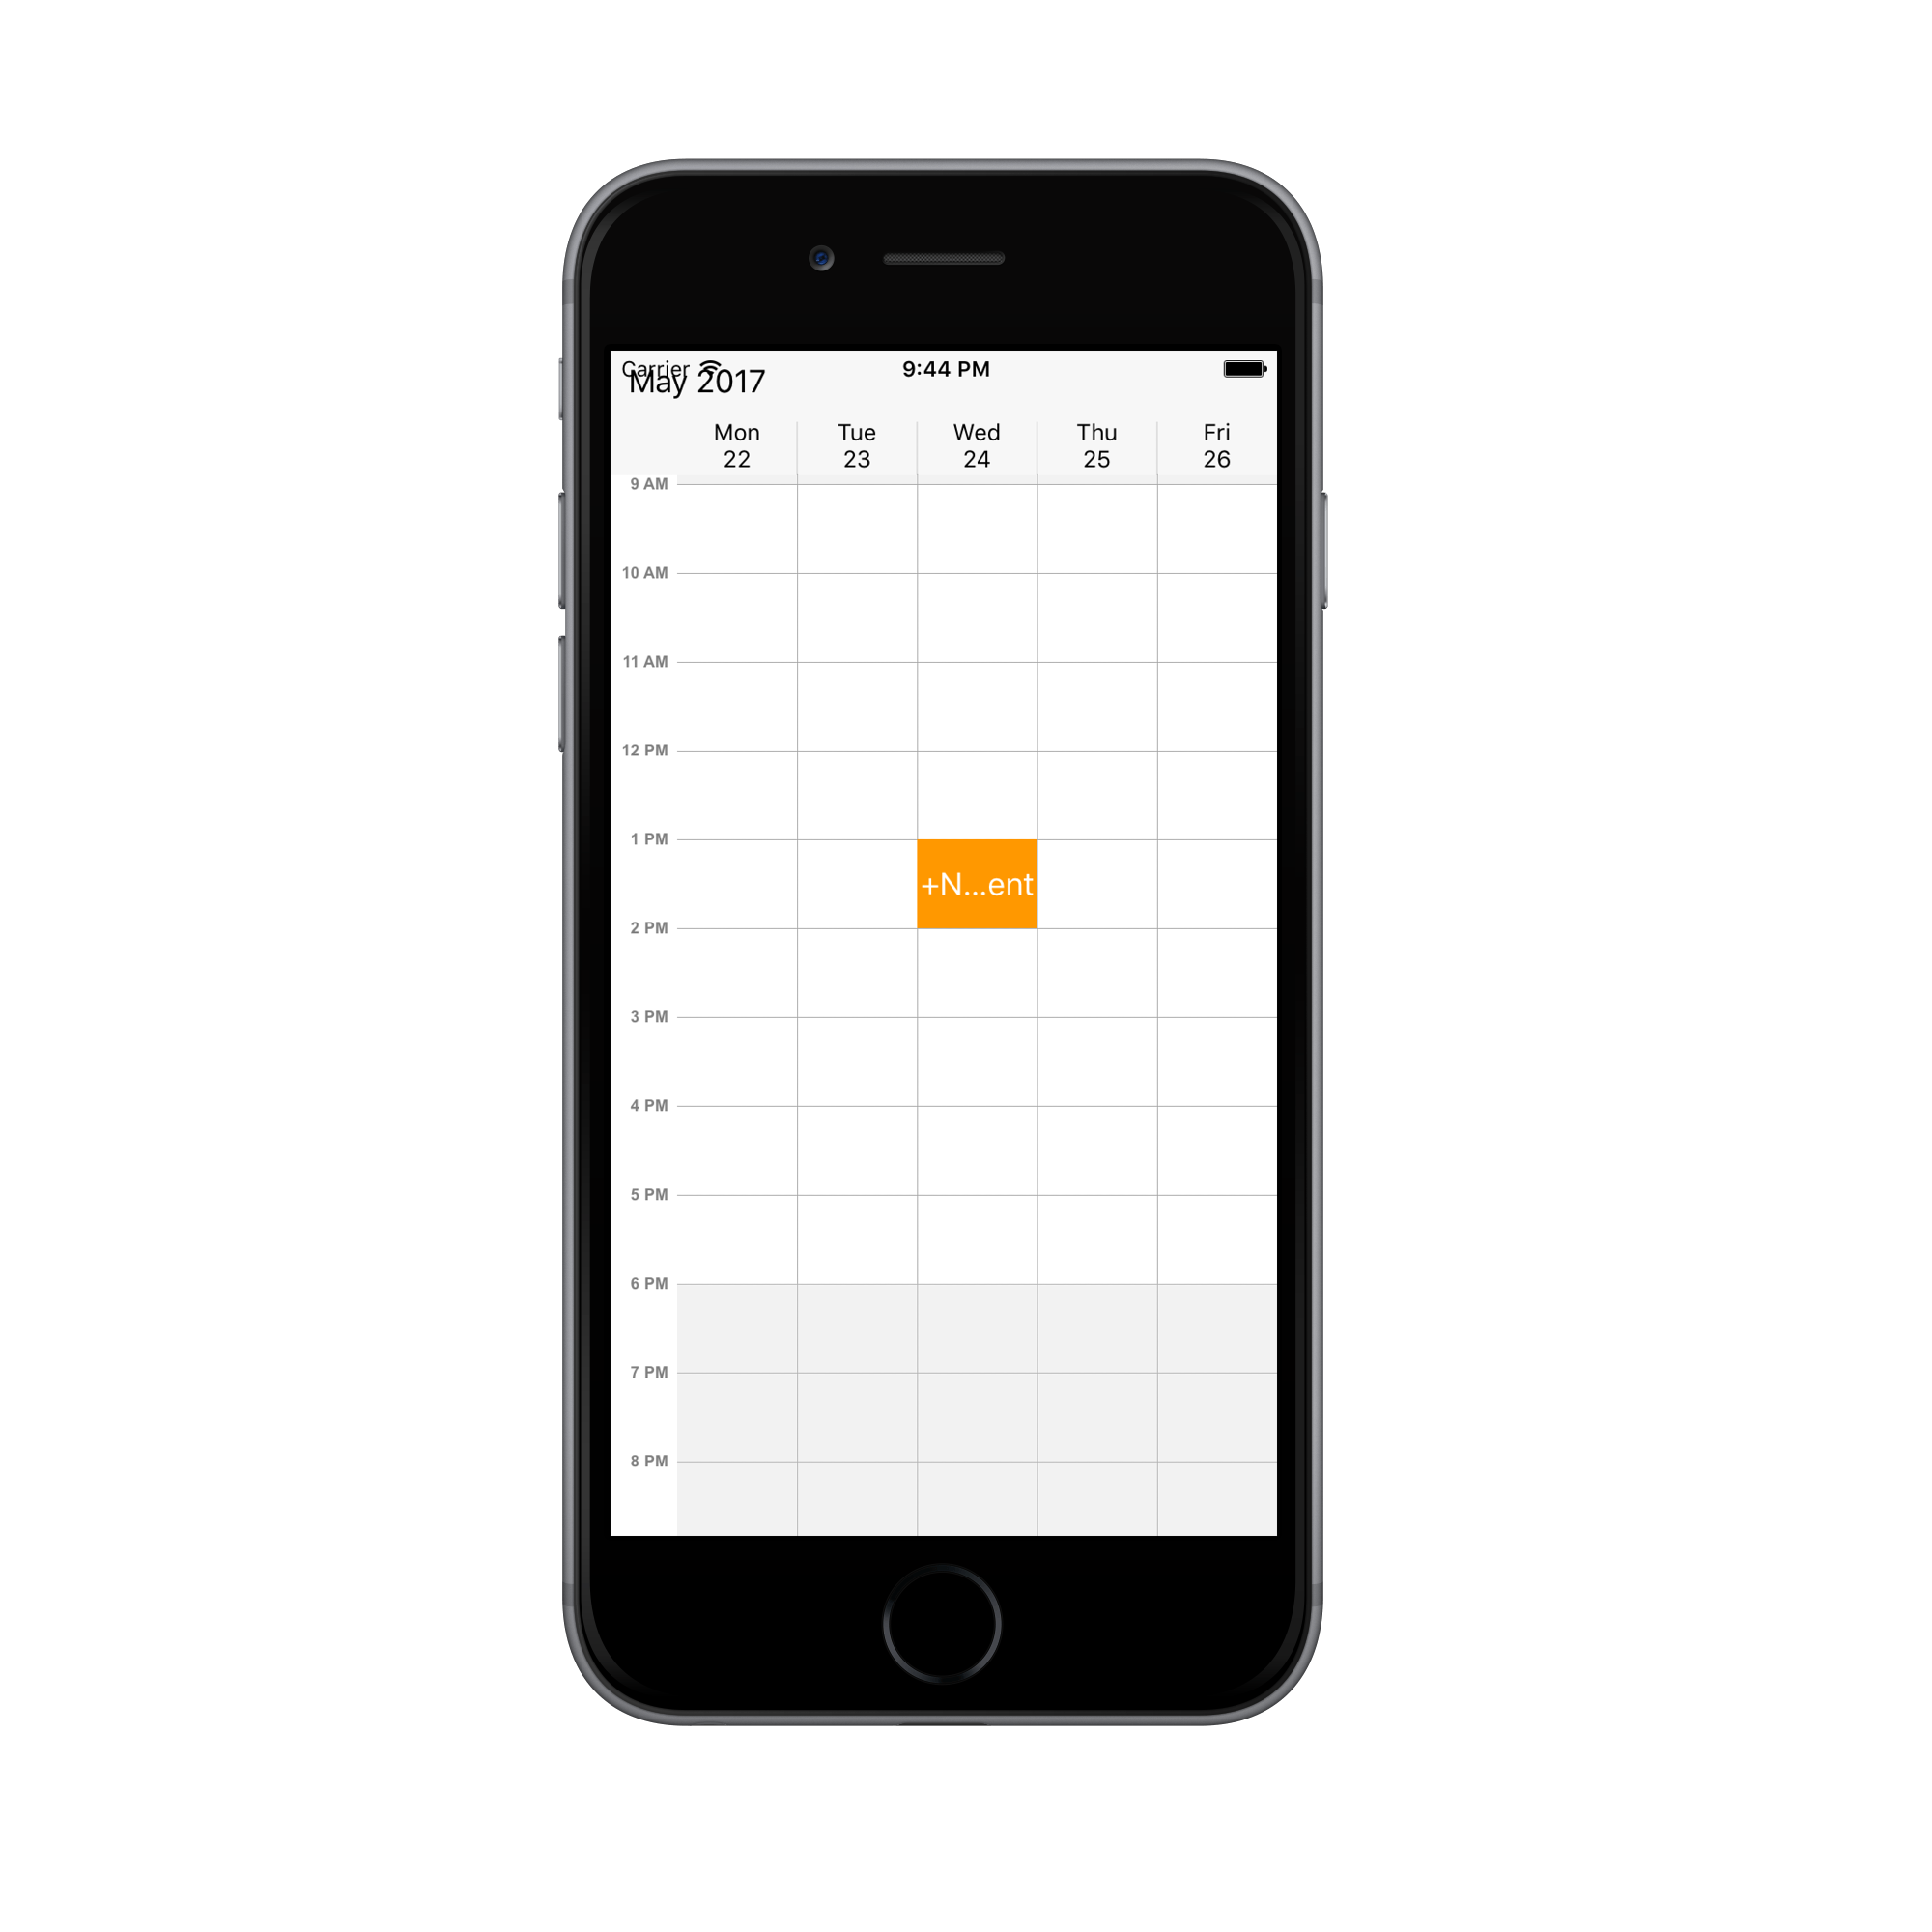 Carrier 9:44 PM
May 2017
Mon Tue Wed Thu Fri
22 23 24 25 26
9 AM
10 AM
11 AM
12 PM
1 PM
+N...ent
2 PM
3 PM
4 PM
5 PM
6 PM
7 PM
8 PM